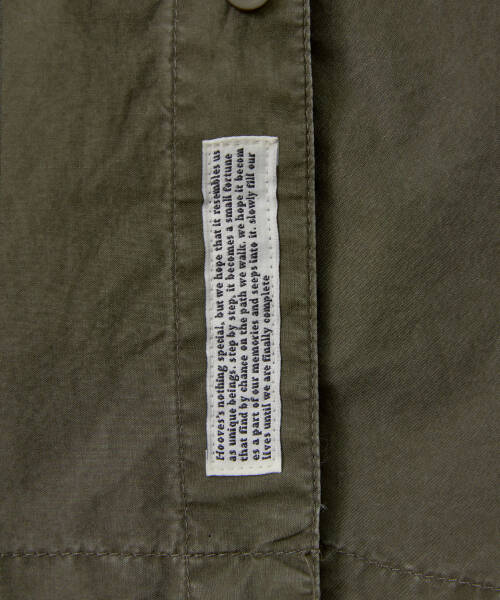 Hooves's nothing special, but we hope that it resembles us
as unique beings. step by step, it becomes a small fortune
that find by chance on the path we walk. we hope it becom
es a part of our memories and seeps into it. slowly fill our
lives until we are finally complete